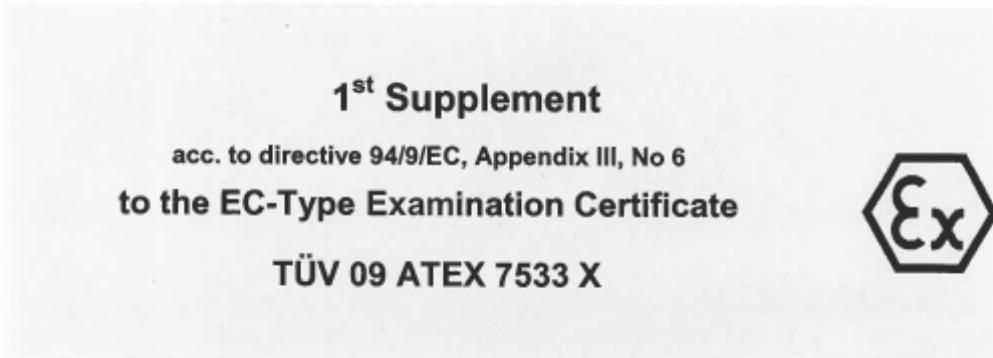 1st Supplement
acc. to directive 94/9/EC, Appendix III, No 6
to the EC-Type Examination Certificate
Ex
TÜV 09 ATEX 7533 X